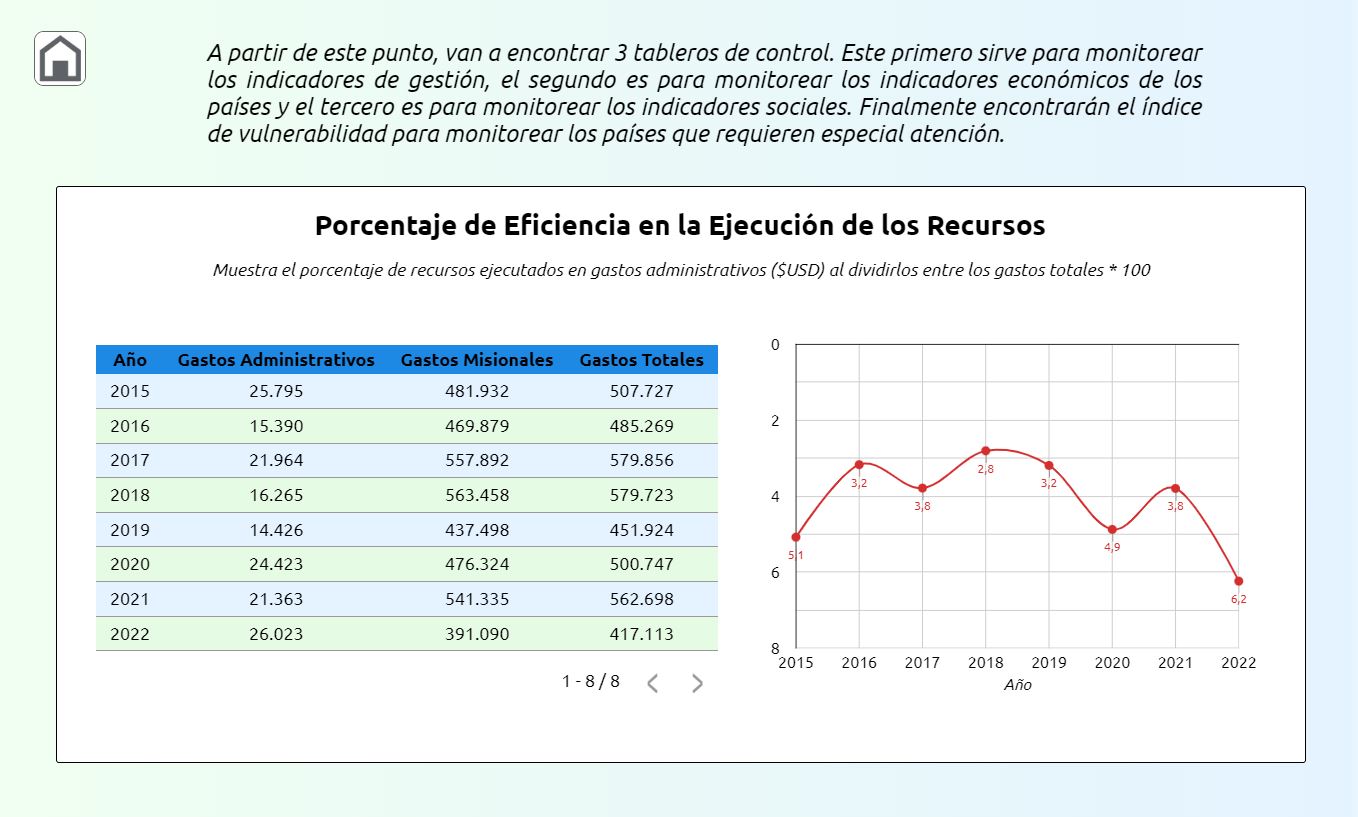 A partir de este punto, van a encontrar 3 tableros de control. Este primero sirve para monitorear
los indicadores de gestión, el segundo es para monitorear los indicadores económicos de los
países y el tercero es para monitorear los indicadores sociales. Finalmente encontrarán el índice
de vulnerabilidad para monitorear los países que requieren especial atención.
Porcentaje de Eficiencia en la Ejecución de los Recursos
Muestra el porcentaje de recursos ejecutados en gastos administrativos ($USD) al dividirlos entre los gastos totales * 100
Año Gastos Administrativos Gastos Misionales Gastos Totales
2015 25.795 481.932 507.727
2016 15.390 469.879 485.269
2017 21.964 557.892 579.856
2018 16.265 563.458 579.723
2019 14.426 437.498 451.924
2020 24.423 476.324 500.747
2021 21.363 541.335 562.698
2022 26.023 391.090 417.113
1 - 8 / 8
0
2
4
6
8
5,1 3,2 3,8 2,8 3,2 4,9 3,8 6,2
2015 2016 2017 2018 2019 2020 2021 2022
Año